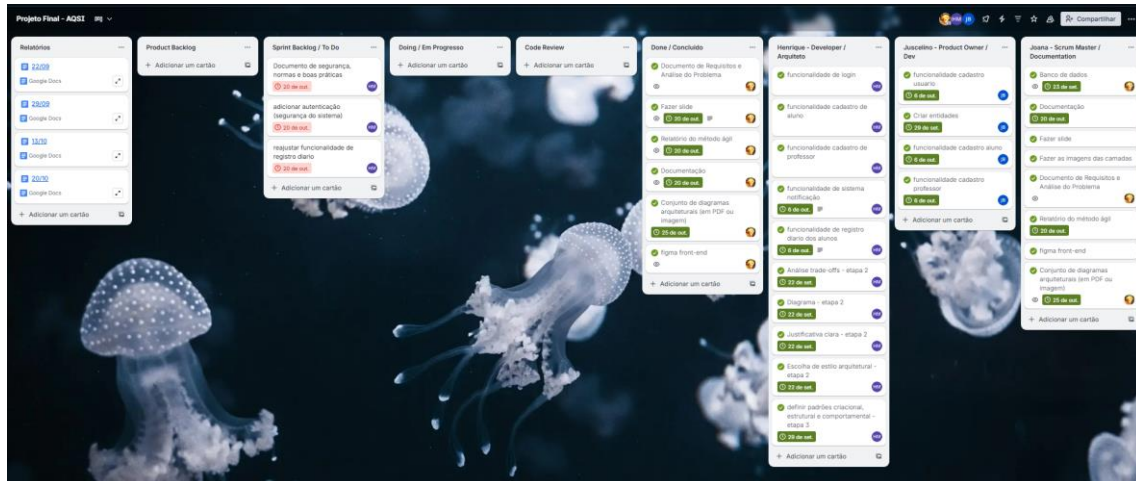 Projeto Final - AQSI
Compartilhar
Relatórios
22/09
Google Docs
29/09
Google Docs
13/10
Google Docs
20/10
Google Docs
+ Adicionar um cartão
Product Backlog
+ Adicionar um cartão
Sprint Backlog / To Do
Documento de segurança,
normas e boas práticas
20 de out.
adicionar autenticação
(segurança do sistema)
20 de out.
reajustar funcionalidade de
registro diario
20 de out.
+ Adicionar um cartão
Doing / Em Progresso
+ Adicionar um cartão
Code Review
+ Adicionar um cartão
Done / Concluído
Documento de Requisitos e
Análise do Problema
Fazer slide
20 de out.
Relatório do método ágil
20 de out.
Documentação
20 de out.
Conjunto de diagramas
arquiteturais (em PDF ou
imagem)
25 de out.
figma front-end
+ Adicionar um cartão
Henrique - Developer /
Arquiteto
funcionalidade de login
funcionalidade cadastro de
aluno
funcionalidade cadastro de
professor
funcionalidade de sistema
notificação
6 de out.
funcionalidade de registro
diario dos alunos
6 de out.
Análise trade-offs - etapa 2
22 de set.
Diagrama - etapa 2
22 de set.
Justificativa clara - etapa 2
22 de set.
Escolha de estilo arquitetural -
etapa 2
22 de set.
definir padrões criacional,
estrutural e comportamental -
etapa 3
29 de set.
+ Adicionar um cartão
Juscelino - Product Owner /
Dev
funcionalidade cadastro
usuario
6 de out.
JR
Criar entidades
29 de set.
JR
funcionalidade cadastro aluno
6 de out.
JR
funcionalidade cadastro
professor
6 de out.
JR
+ Adicionar um cartão
Joana - Scrum Master /
Documentation
Banco de dados
23 de set.
Documentação
20 de out.
Fazer slide
Fazer as imagens das camadas
Documento de Requisitos e
Análise do Problema
Relatório do método ágil
20 de out.
figma front-end
Conjunto de diagramas
arquiteturais (em PDF ou
imagem)
25 de out.
+ Adicionar um cartão